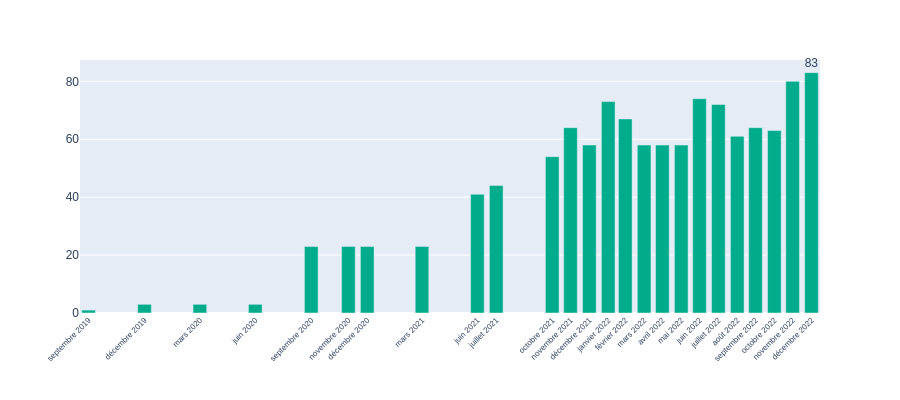 83
80
60
40
20
0
septembre 2019
décembre 2019
mars 2020
juin 2020
septembre 2020
novembre 2020
décembre 2020
mars 2021
juin 2021
juillet 2021
octobre 2021
novembre 2021
décembre 2021
janvier 2022
février 2022
mars 2022
avril 2022
mai 2022
juin 2022
juillet 2022
août 2022
septembre 2022
octobre 2022
novembre 2022
décembre 2022